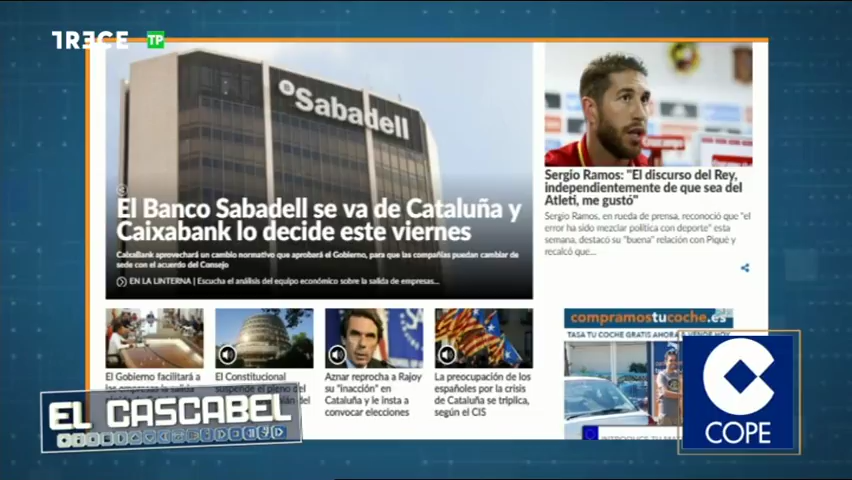 TRECE TP
Sabadell
El Banco Sabadell se va de Cataluña y
Caixabank lo decide este viernes
CaixaBank aprovechará un cambio normativo que aprobará el Gobierno, para que las compañías puedan cambiar de
sede con el acuerdo del Consejo
EN LA LINTERNA | Escucha el análisis del equipo económico sobre la salida de empresas...
Sergio Ramos: "El discurso del Rey,
independientemente de que sea del
Atleti, me gustó"
Sergio Ramos, en rueda de prensa, reconoció que "el
error ha sido mezclar política con deporte" esta
semana, destacó su "buena" relación con Piqué y
recalcó que...
El Gobierno facilitará a
El Constitucional
Aznar reprocha a Rajoy
su "inacción" en
Cataluña y le insta a
convocar elecciones
La preocupación de los
españoles por la crisis
de Cataluña se triplica,
según el CIS
compramostucoche.es
TASA TU COCHE GRATIS AHORA
EL CASCABEL
COPE